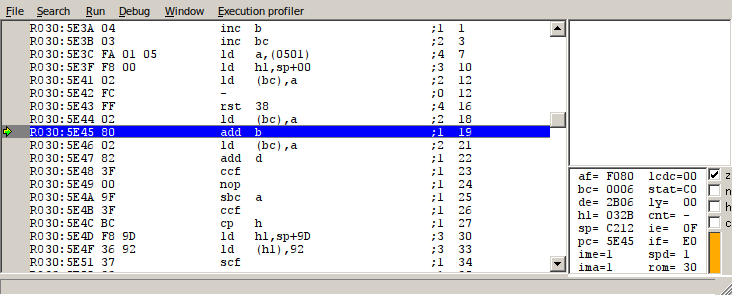 File Search Run Debug Window Execution profiler
R030:5E3A 04 inc b ;1 1
R030:5E3B 03 inc bc ;2 3
R030:5E3C FA 01 05 ld a,(0501) ;4 7
R030:5E3F F8 00 ld hl,sp+00 ;3 10
R030:5E41 02 ld (bc),a ;2 12
R030:5E42 FC - ;0 12
R030:5E43 FF rst 38 ;4 16
R030:5E44 02 ld (bc),a ;2 18
R030:5E45 80 add b ;1 19
R030:5E46 02 ld (bc),a ;2 21
R030:5E47 82 add d ;1 22
R030:5E48 3F ccf ;1 23
R030:5E49 00 nop ;1 24
R030:5E4A 9F sbc a ;1 25
R030:5E4B 3F ccf ;1 26
R030:5E4C BC cp h ;1 27
R030:5E4D F8 9D ld hl,sp+9D ;3 30
R030:5E4F 36 92 ld (hl),92 ;3 33
R030:5E51 37 scf ;1 34
af= F080 lcdc=00 z
bc= 0006 stat=C0 n
de= 2B06 ly= 00 h
hl= 032B cnt= - c
sp= C212 ie= 0F
pc= 5E45 if= E0
ime=1 spd= 1
ima=1 rom= 30